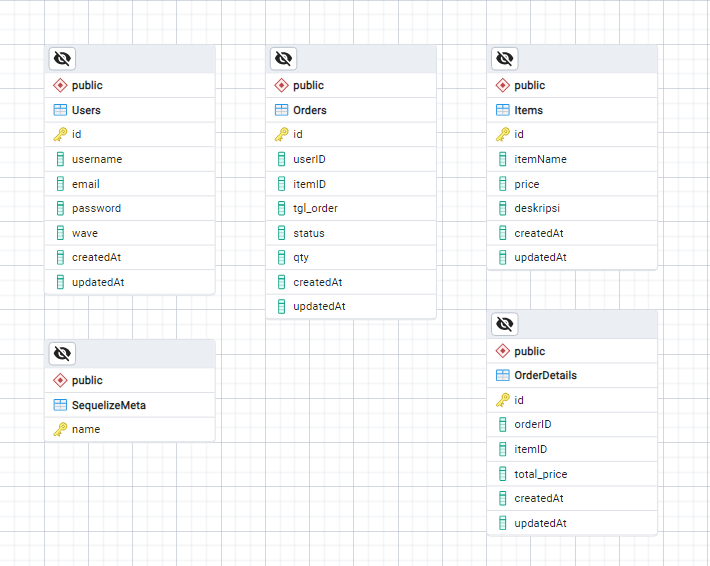 public
Users
id
username
email
password
wave
createdAt
updatedAt
public
Orders
id
userID
itemID
tgl_order
status
qty
createdAt
updatedAt
public
Items
id
itemName
price
deskripsi
createdAt
updatedAt
public
SequelizeMeta
name
public
OrderDetails
id
orderID
itemID
total_price
createdAt
updatedAt